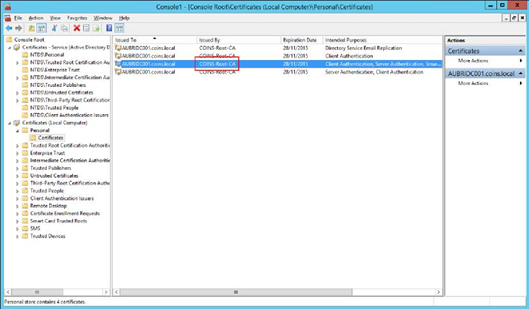 Console1 - [Console Root\Certificates (Local Computer)\Personal\Certificates]
File Action View Favorites Window Help
Console Root
Certificates - Service (Active Directory D
NTDS\Personal
NTDS\Trusted Root Certification Au
NTDS\Enterprise Trust
NTDS\Intermediate Certification Au
NTDS\Trusted Publishers
NTDS\Untrusted Certificates
NTDS\Third-Party Root Certification
NTDS\Trusted People
NTDS\Client Authentication Issuers
Certificates (Local Computer)
Personal
Certificates
Trusted Root Certification Authoriti
Enterprise Trust
Intermediate Certification Authoritie
Trusted Publishers
Untrusted Certificates
Third-Party Root Certification Autho
Trusted People
Client Authentication Issuers
Remote Desktop
Certificate Enrollment Requests
Smart Card Trusted Roots
SMS
Trusted Devices
Issued To Issued By Expiration Date Intended Purposes
AUBRIDC001.coins.local COINS-Root-CA 28/11/2015 Directory Service Email Replication
AUBRIDC001.coins.local COINS-Root-CA 28/11/2015 Client Authentication
AUBRIDC001.coins.local COINS-Root-CA 28/11/2015 Client Authentication, Server Authentication, Smar...
AUBRIDC001.coins.local COINS-Root-CA 28/11/2015 Server Authentication, Client Authentication
Actions
Certificates
More Actions
AUBRIDC001.coins.local
More Actions
Personal store contains 4 certificates.